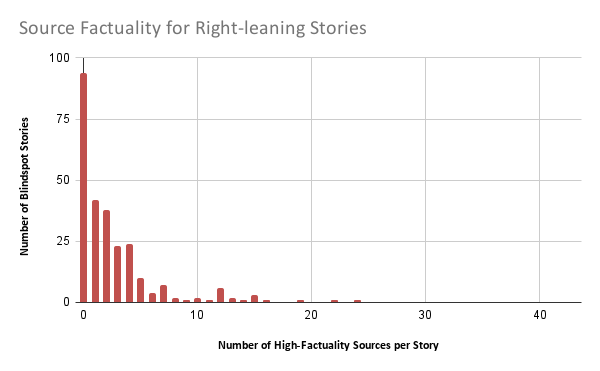 Source Factuality for Right-leaning Stories
100
75
50
25
0
Number of Blindspot Stories
0 10 20 30 40
Number of High-Factuality Sources per Story